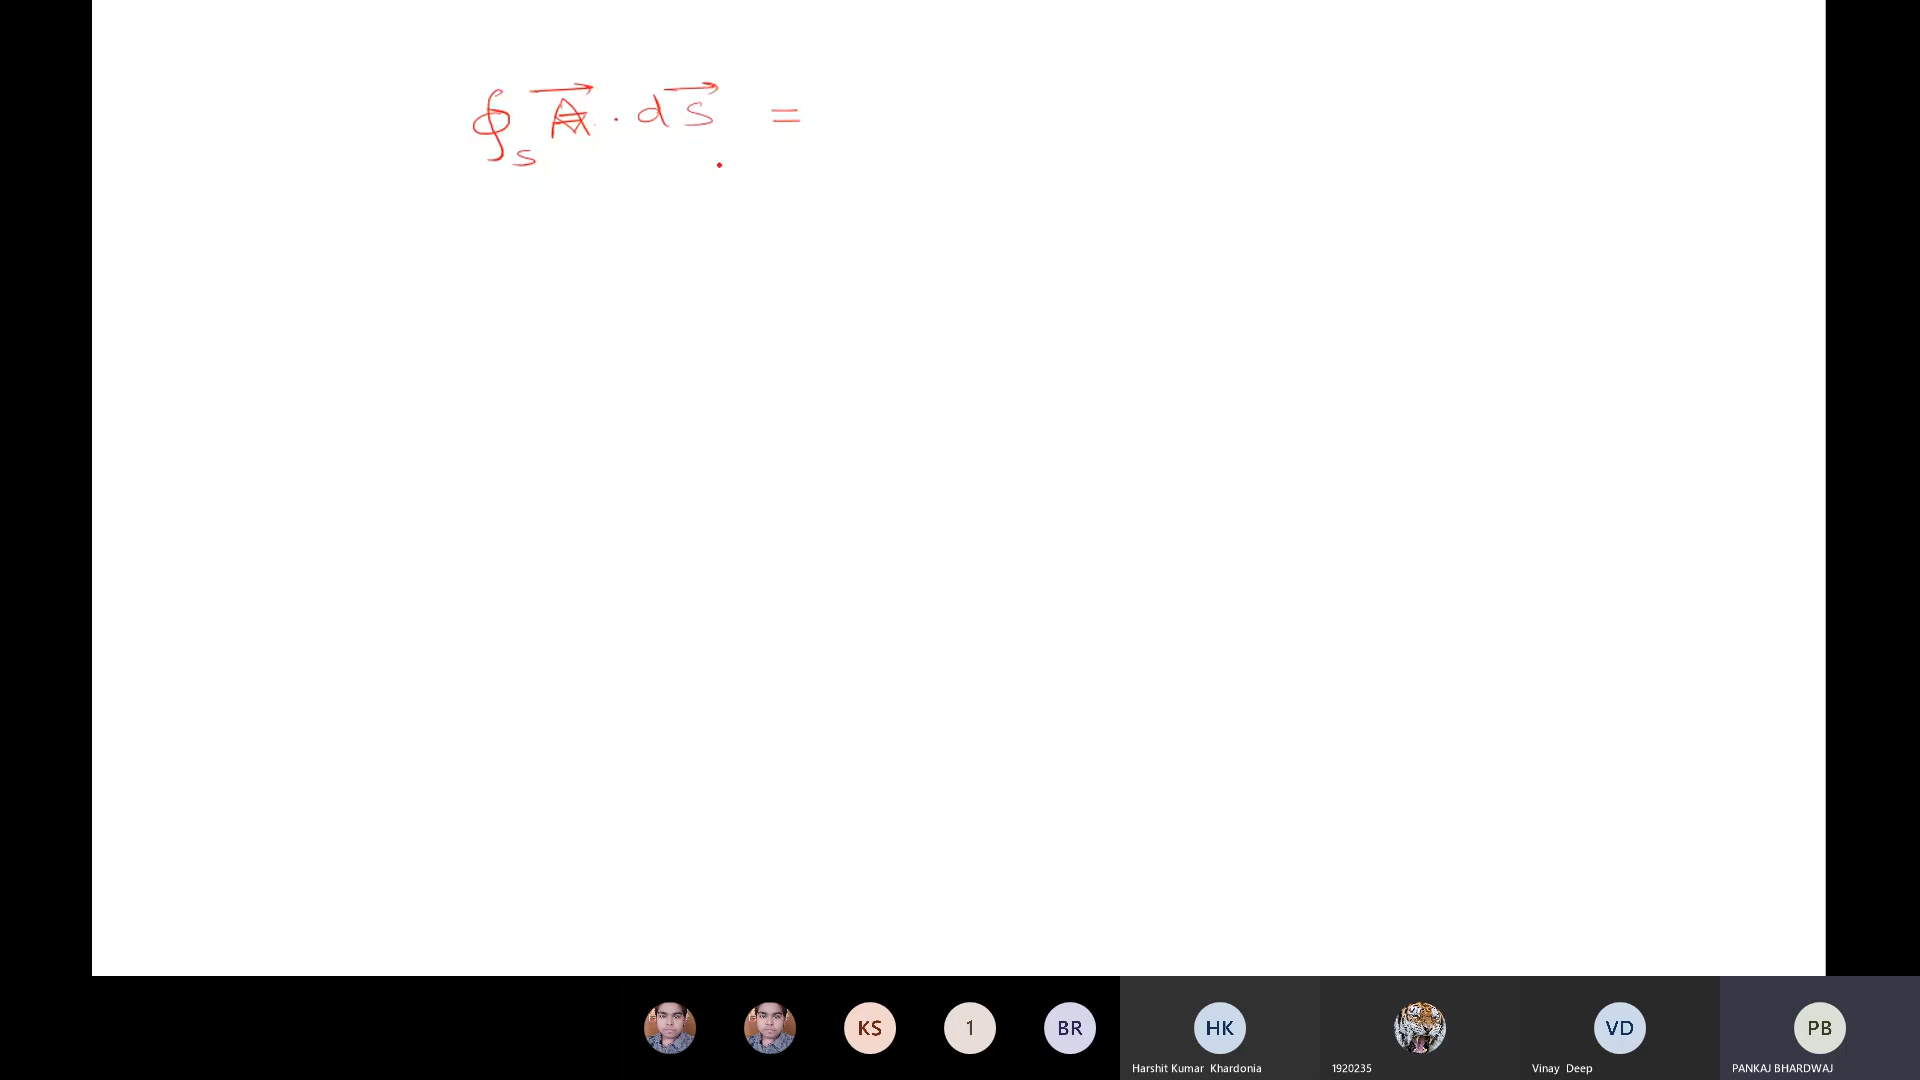 ∮s A⃗ . dS⃗ =
KS
1
BR
HK
VD
PB
Harshit Kumar Khardonia
1920235
Vinay Deep
PANKAJ BHARDWAJ